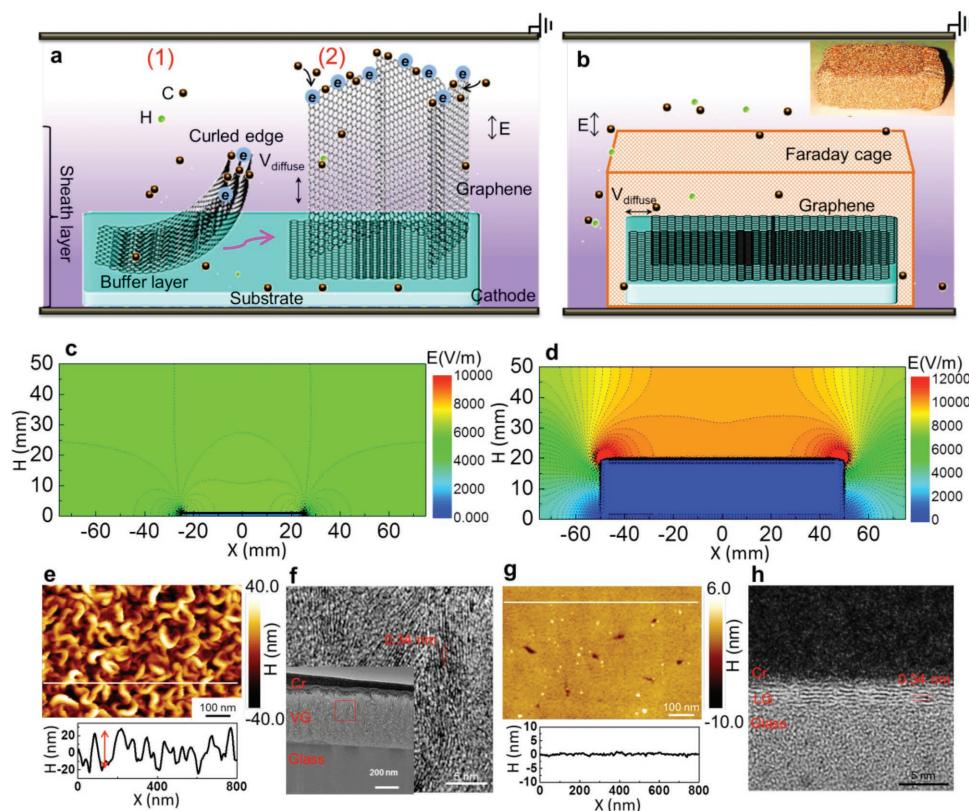 a
(1)
(2)
C
H
Curled edge
e
e
e
e
e
e
e
e
e
E
V diffuse
Graphene
Sheath layer
Buffer layer
Substrate
Cathode
b
E
Faraday cage
V diffuse
Graphene
c
E(V/m)
50
40
30
20
10
0
H (mm)
-60 -40 -20 0 20 40 60
X (mm)
10000
8000
6000
4000
2000
0.000
d
E(V/m)
50
40
30
20
10
0
H (mm)
-60 -40 -20 0 20 40 60
X (mm)
12000
10000
8000
6000
4000
2000
0
e
40.0
H (nm)
-40.0
100 nm
H (nm)
20
0
-20
0 200 400 600 800
X (nm)
f
0.34 nm
Cr
VG
Glass
200 nm
5 nm
g
6.0
H (nm)
-10.0
100 nm
H (nm)
10
5
0
-5
-10
0 200 400 600 800
X (nm)
h
Cr
0.34 nm
LG
Glass
5 nm